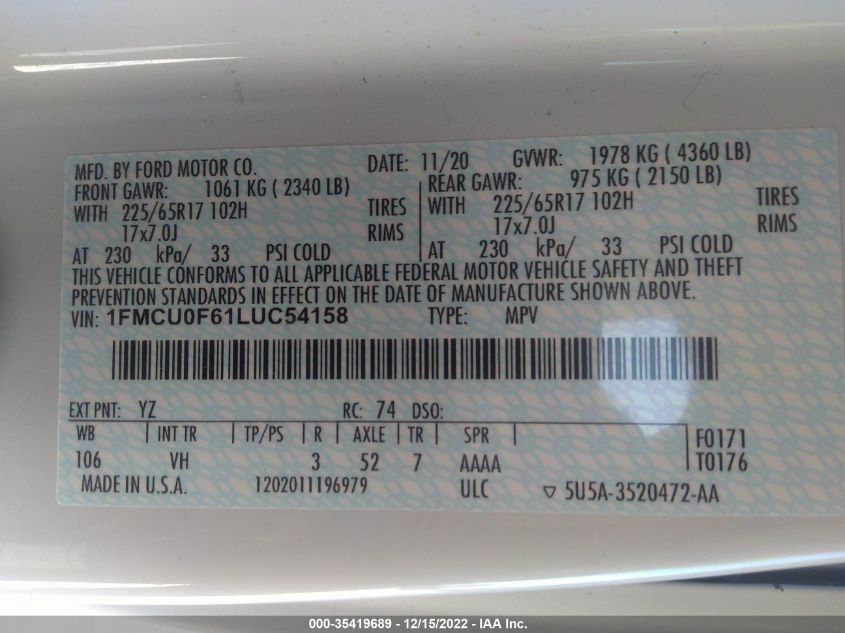 MFD. BY FORD MOTOR CO. DATE: 11/20 GVWR: 1978 KG ( 4360 LB)
FRONT GAWR: 1061 KG ( 2340 LB) REAR GAWR: 975 KG ( 2150 LB)
WITH 225/65R17 102H TIRES WITH 225/65R17 102H TIRES
17x7.0J RIMS 17x7.0J RIMS
AT 230 kPa/ 33 PSI COLD AT 230 kPa/ 33 PSI COLD
THIS VEHICLE CONFORMS TO ALL APPLICABLE FEDERAL MOTOR VEHICLE SAFETY AND THEFT
PREVENTION STANDARDS IN EFFECT ON THE DATE OF MANUFACTURE SHOWN ABOVE.
VIN: 1FMCU0F61LUC54158 TYPE: MPV
EXT PNT: YZ RC: 74 DSO:
WB INT TR TP/PS R AXLE TR SPR F0171
106 VH 3 52 7 AAAA T0176
MADE IN U.S.A. 1202011196979 ULC ▽ 5U5A-3520472-AA
000-35419689 - 12/15/2022 - IAA Inc.